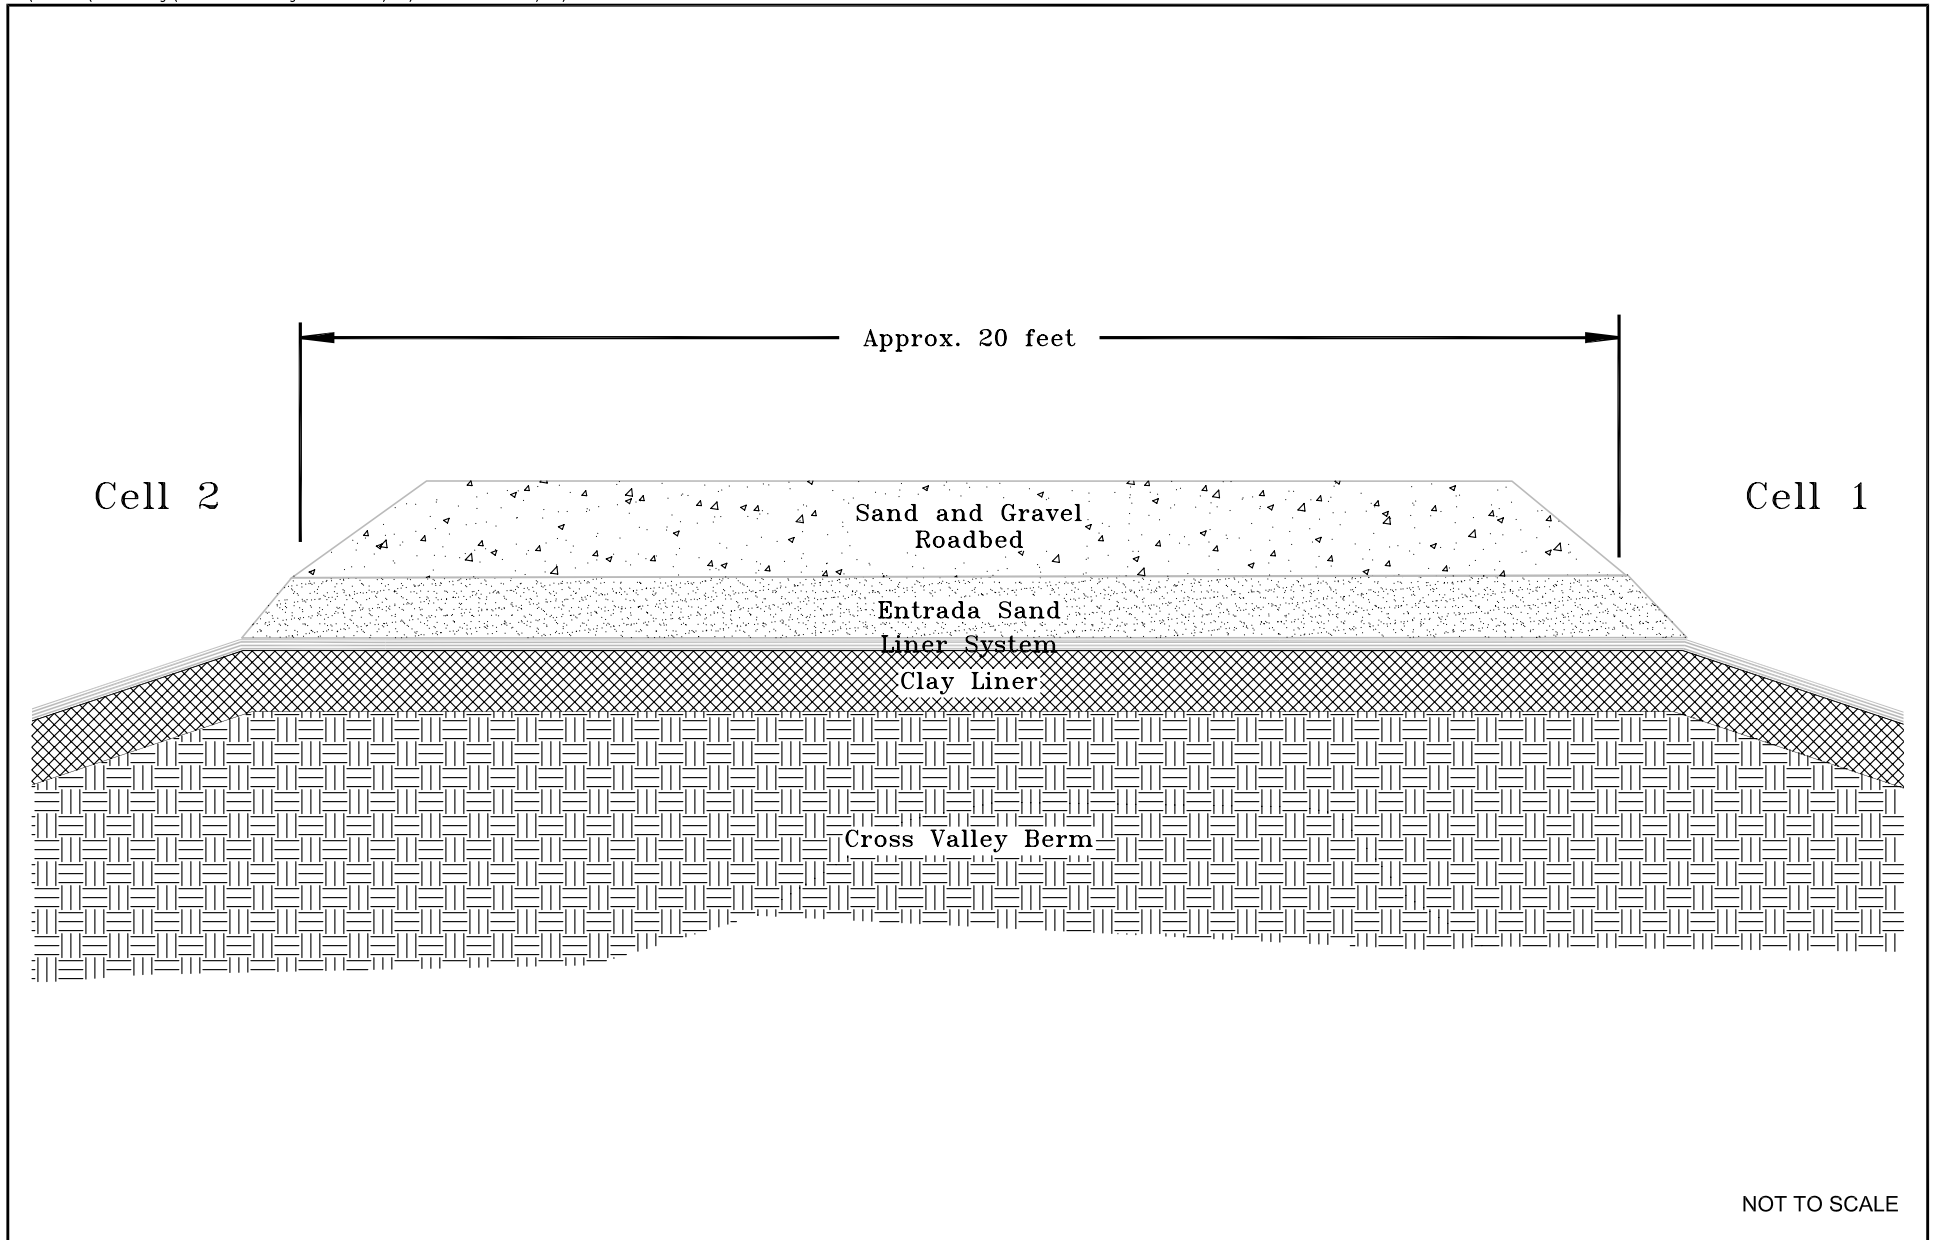 Approx. 20 feet
Cell 2
Cell 1
Sand and Gravel
Roadbed
Entrada Sand
Liner System
Clay Liner
Cross Valley Berm
NOT TO SCALE